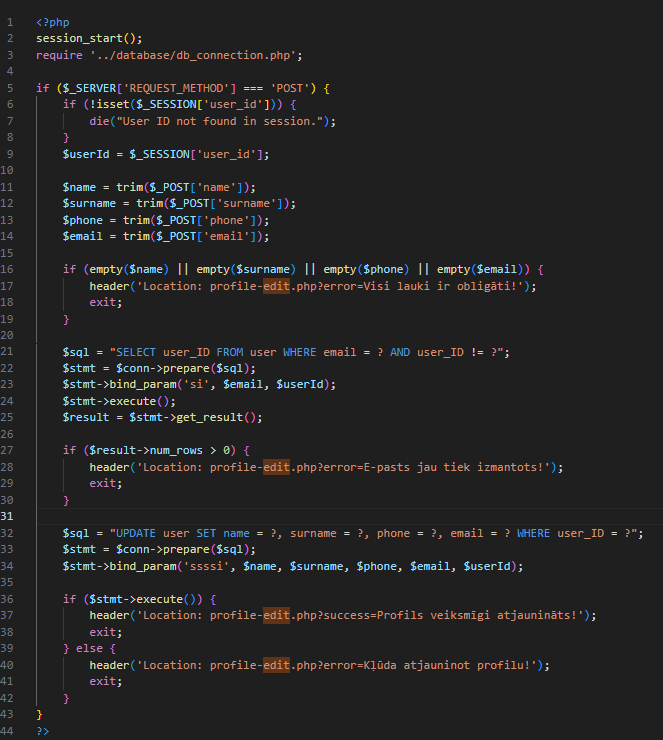 1 <?php
2 session_start();
3 require '../database/db_connection.php';
4
5 if ($_SERVER['REQUEST_METHOD'] === 'POST') {
6     if (!isset($_SESSION['user_id'])) {
7         die("User ID not found in session.");
8     }
9     $userId = $_SESSION['user_id'];
10
11     $name = trim($_POST['name']);
12     $surname = trim($_POST['surname']);
13     $phone = trim($_POST['phone']);
14     $email = trim($_POST['email']);
15
16     if (empty($name) || empty($surname) || empty($phone) || empty($email)) {
17         header('Location: profile-edit.php?error=Visi lauki ir obligāti!');
18         exit;
19     }
20
21     $sql = "SELECT user_ID FROM user WHERE email = ? AND user_ID != ?";
22     $stmt = $conn->prepare($sql);
23     $stmt->bind_param('si', $email, $userId);
24     $stmt->execute();
25     $result = $stmt->get_result();
26
27     if ($result->num_rows > 0) {
28         header('Location: profile-edit.php?error=E-pasts jau tiek izmantots!');
29         exit;
30     }
31
32     $sql = "UPDATE user SET name = ?, surname = ?, phone = ?, email = ? WHERE user_ID = ?";
33     $stmt = $conn->prepare($sql);
34     $stmt->bind_param('ssssi', $name, $surname, $phone, $email, $userId);
35
36     if ($stmt->execute()) {
37         header('Location: profile-edit.php?success=Profils veiksmīgi atjaunināts!');
38         exit;
39     } else {
40         header('Location: profile-edit.php?error=Kļūda atjauninot profilu!');
41         exit;
42     }
43 }
44 ?>